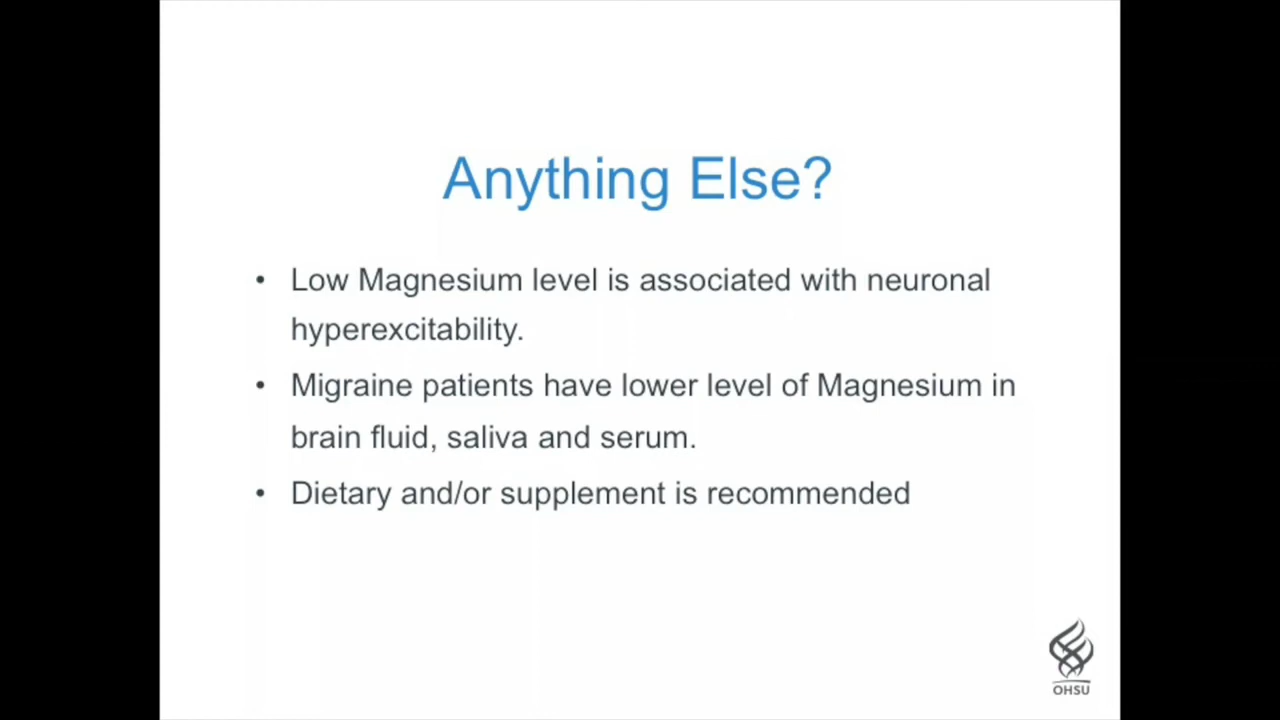 Anything Else?
• Low Magnesium level is associated with neuronal
hyperexcitability.
• Migraine patients have lower level of Magnesium in
brain fluid, saliva and serum.
• Dietary and/or supplement is recommended
OHSU